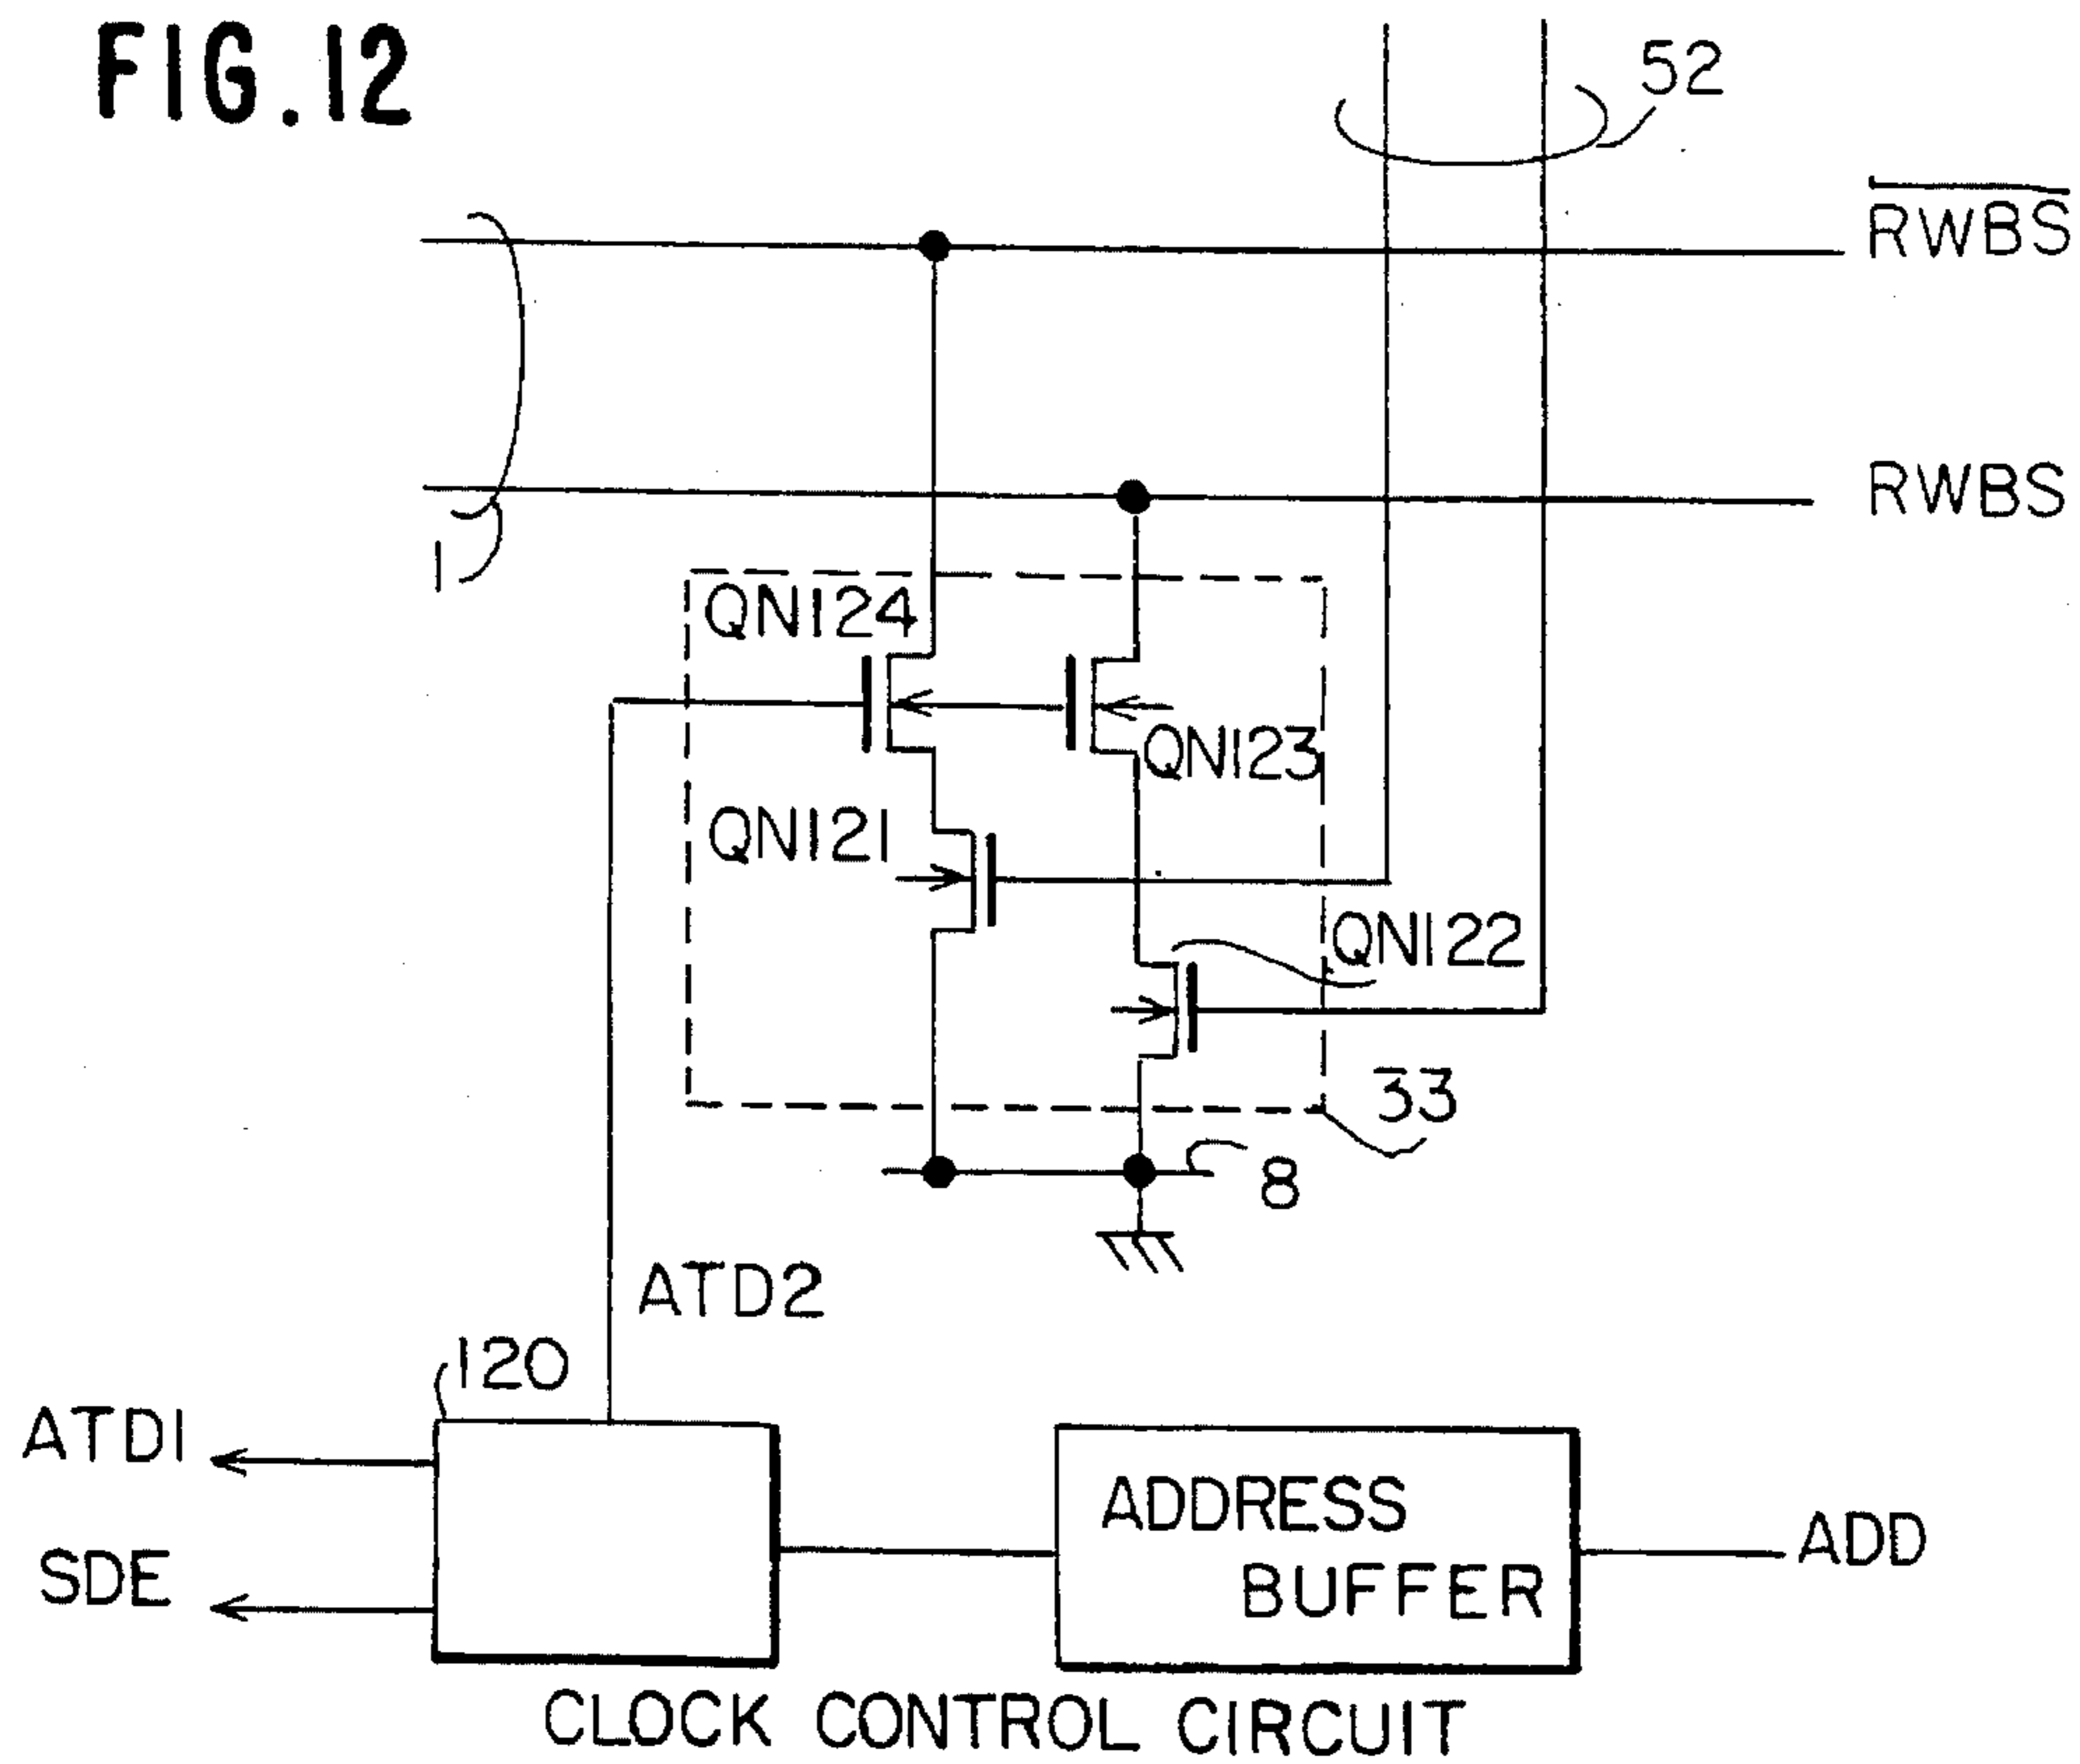 FIG.12
52
R̅W̅B̅S̅
RWBS
1
QN124
QN123
QN121
QN122
33
8
ATD2
120
ATD1
SDE
ADDRESS
BUFFER
ADD
CLOCK CONTROL CIRCUIT